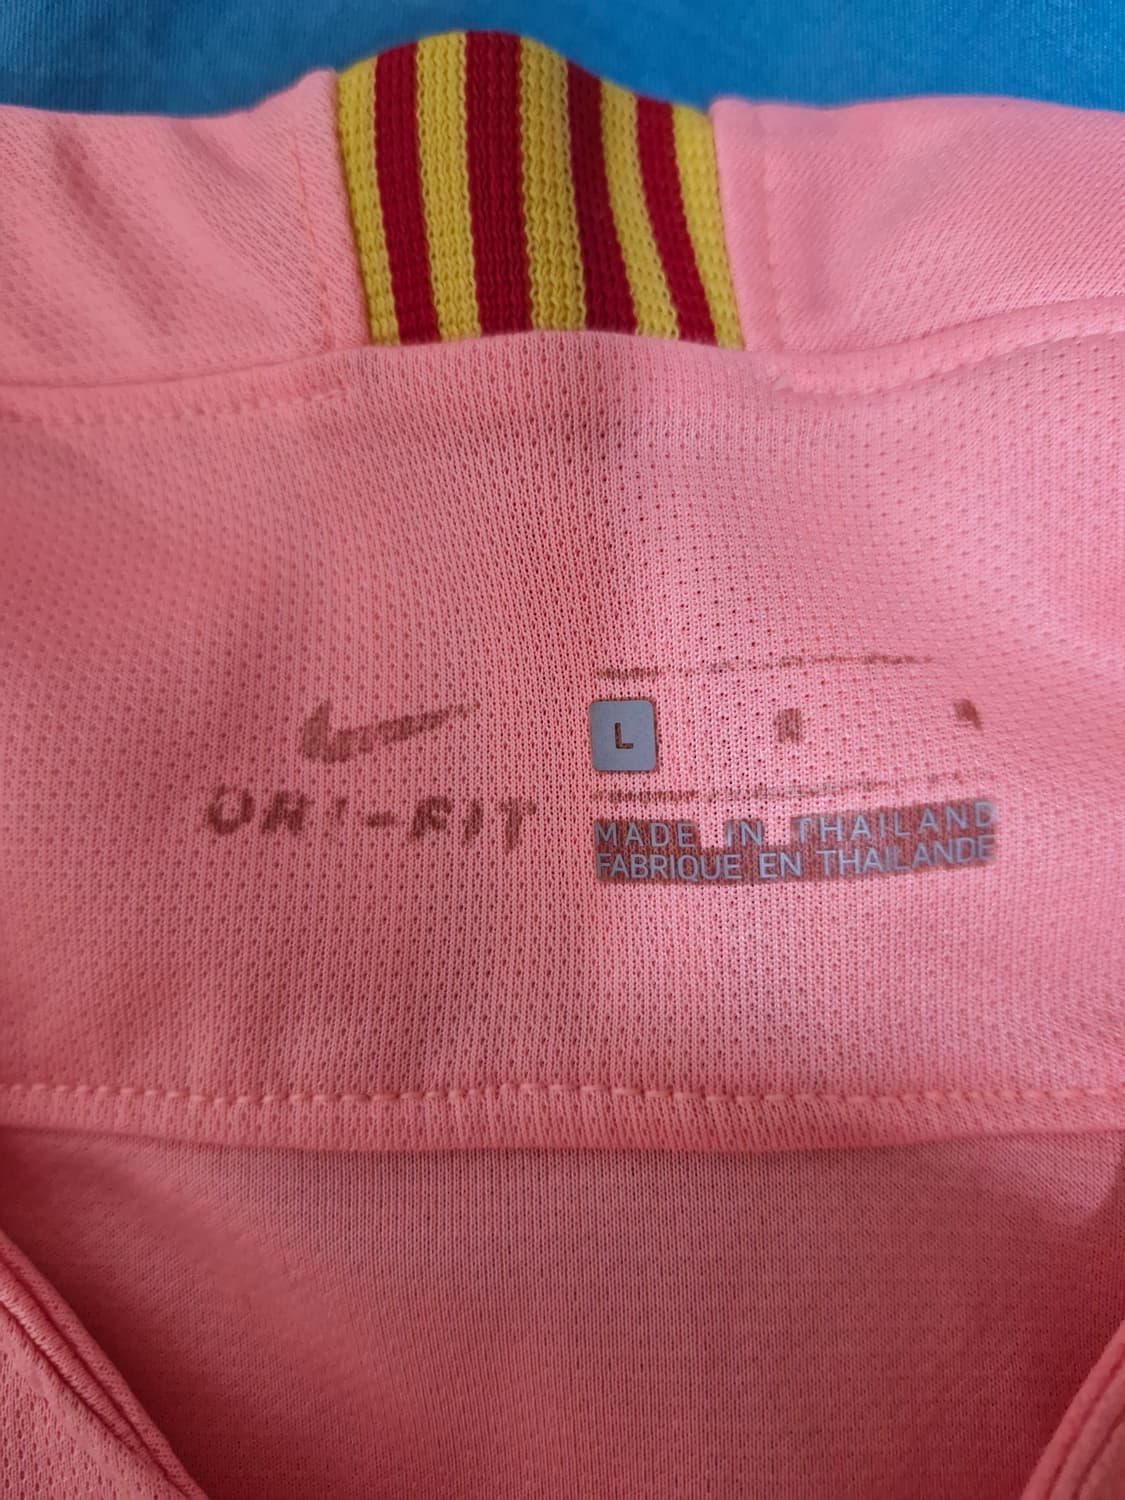 DRI-FIT
L
MADE IN THAILAND
FABRIQUE EN THAILANDE